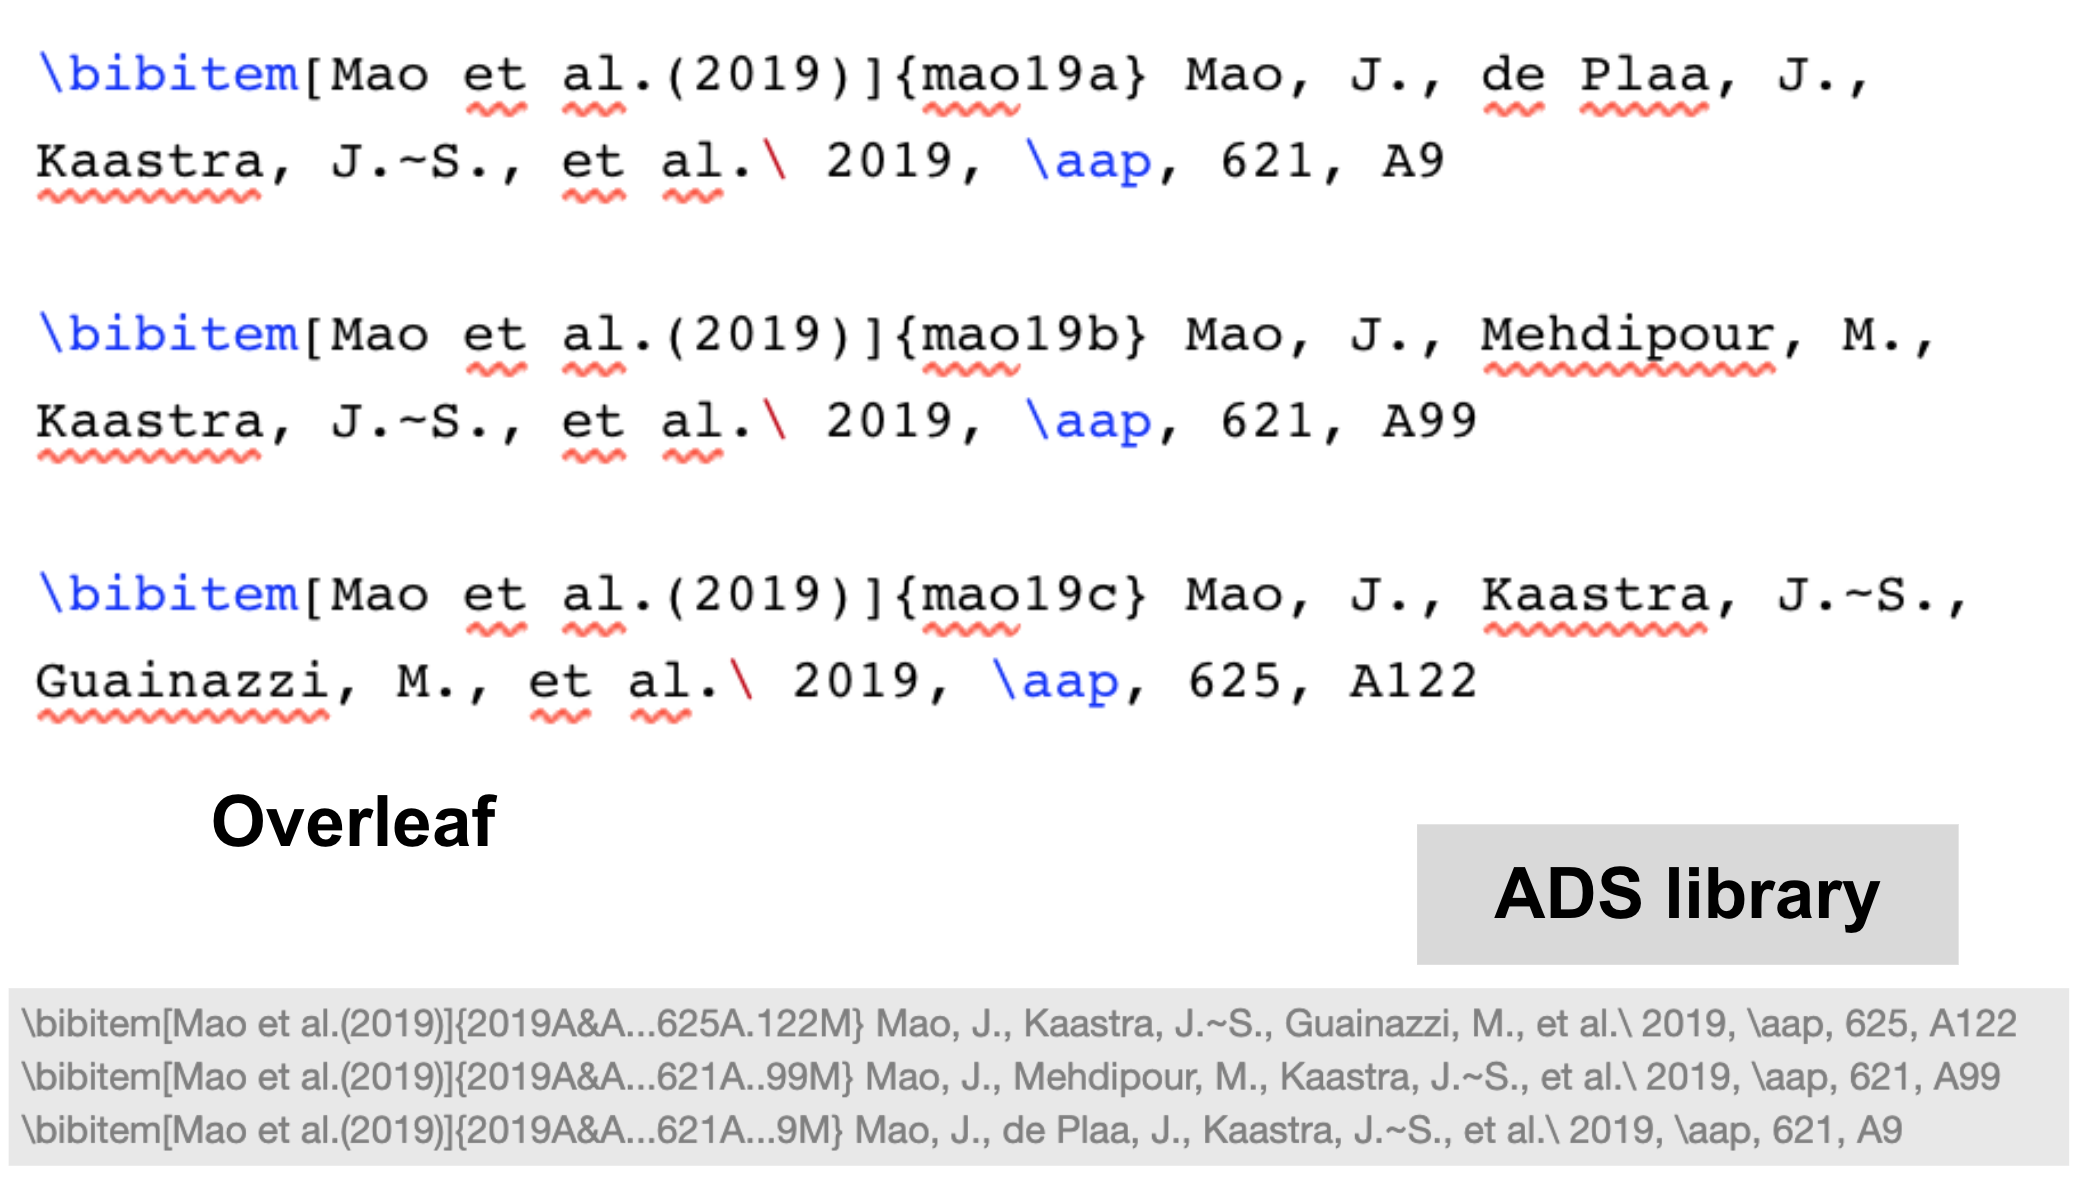 \bibitem[Mao et al.(2019)]{mao19a} Mao, J., de Plaa, J.,
Kaastra, J.~S., et al.\ 2019, \aap, 621, A9
\bibitem[Mao et al.(2019)]{mao19b} Mao, J., Mehdipour, M.,
Kaastra, J.~S., et al.\ 2019, \aap, 621, A99
\bibitem[Mao et al.(2019)]{mao19c} Mao, J., Kaastra, J.~S.,
Guainazzi, M., et al.\ 2019, \aap, 625, A122
Overleaf
ADS library
\bibitem[Mao et al.(2019)]{2019A&A...625A.122M} Mao, J., Kaastra, J.~S., Guainazzi, M., et al.\ 2019, \aap, 625, A122
\bibitem[Mao et al.(2019)]{2019A&A...621A..99M} Mao, J., Mehdipour, M., Kaastra, J.~S., et al.\ 2019, \aap, 621, A99
\bibitem[Mao et al.(2019)]{2019A&A...621A...9M} Mao, J., de Plaa, J., Kaastra, J.~S., et al.\ 2019, \aap, 621, A9